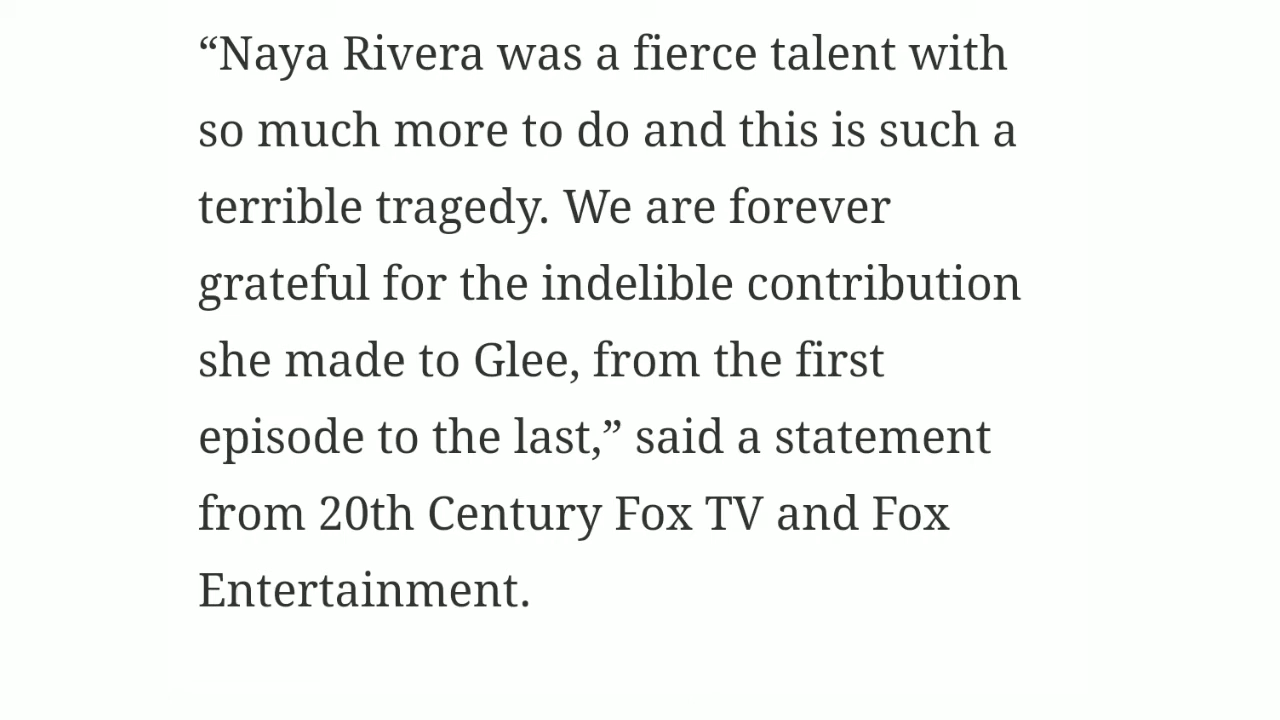 “Naya Rivera was a fierce talent with
so much more to do and this is such a
terrible tragedy. We are forever
grateful for the indelible contribution
she made to Glee, from the first
episode to the last,” said a statement
from 20th Century Fox TV and Fox
Entertainment.